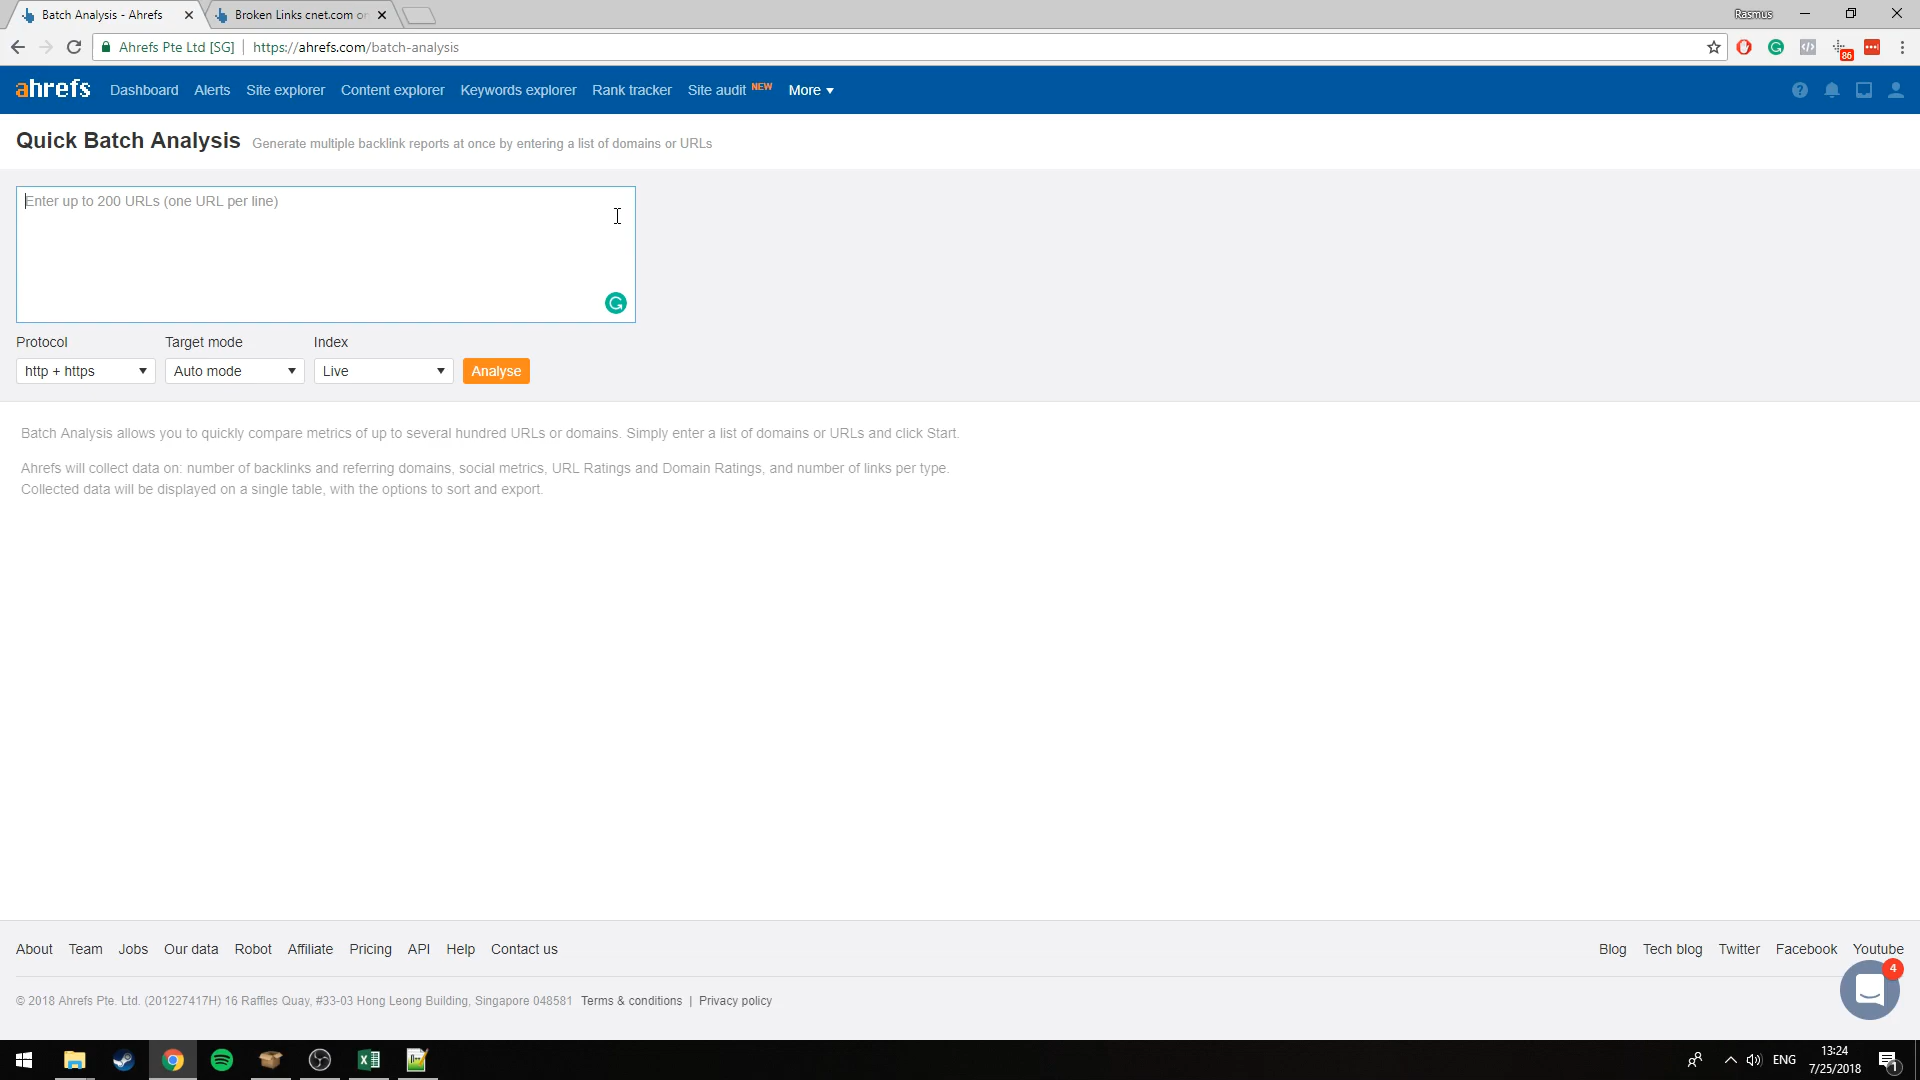 Batch Analysis - Ahrefs
Broken Links cnet.com on
Rasmus
Ahrefs Pte Ltd [SG] https://ahrefs.com/batch-analysis
86
ahrefs Dashboard Alerts Site explorer Content explorer Keywords explorer Rank tracker Site audit NEW More
Quick Batch Analysis Generate multiple backlink reports at once by entering a list of domains or URLs
Enter up to 200 URLs (one URL per line)
Protocol Target mode Index
http + https Auto mode Live Analyse
Batch Analysis allows you to quickly compare metrics of up to several hundred URLs or domains. Simply enter a list of domains or URLs and click Start.
Ahrefs will collect data on: number of backlinks and referring domains, social metrics, URL Ratings and Domain Ratings, and number of links per type.
Collected data will be displayed on a single table, with the options to sort and export.
About Team Jobs Our data Robot Affiliate Pricing API Help Contact us
Blog Tech blog Twitter Facebook Youtube
4
© 2018 Ahrefs Pte. Ltd. (201227417H) 16 Raffles Quay, #33-03 Hong Leong Building, Singapore 048581 Terms & conditions | Privacy policy
ENG
13:24
7/25/2018
1